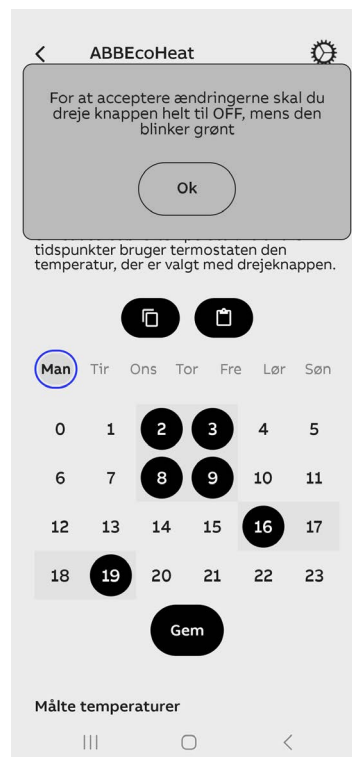 ABBEcoHeat
For at acceptere ændringerne skal du
dreje knappen helt til OFF, mens den
blinker grønt
Ok
tidspunkter bruger termostaten den
temperatur, der er valgt med drejeknappen.
Man Tir Ons Tor Fre Lør Søn
0 1 2 3 4 5
6 7 8 9 10 11
12 13 14 15 16 17
18 19 20 21 22 23
Gem
Målte temperaturer